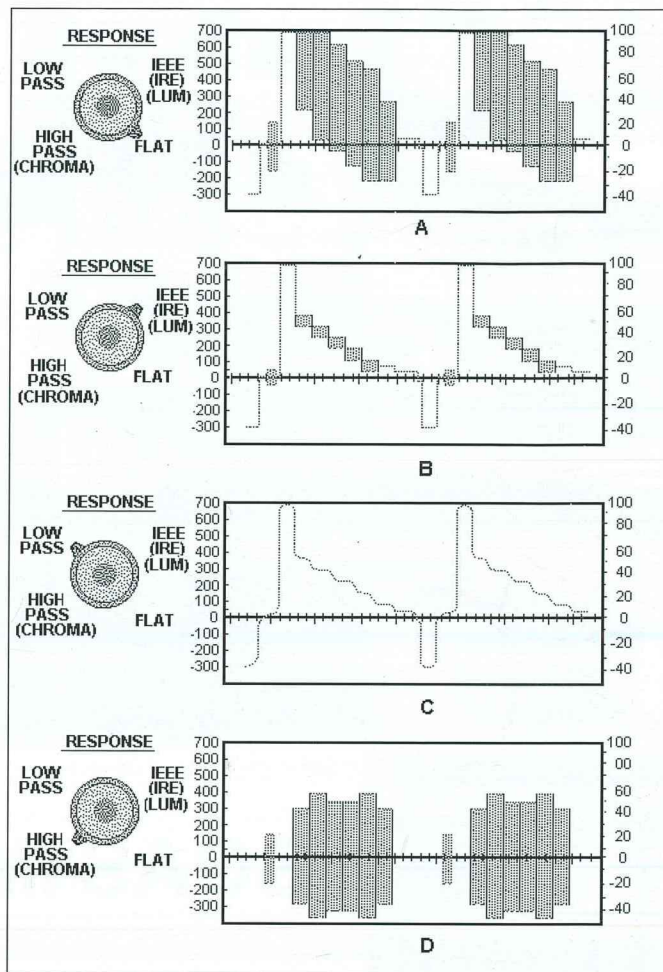 RESPONSE
LOW
PASS
IEEE
(IRE)
(LUM)
HIGH
PASS
(CHROMA)
FLAT
700
600
500
400
300
200
100
0
-100
-200
-300
100
80
60
40
20
0
-20
-40
A
RESPONSE
LOW
PASS
IEEE
(IRE)
(LUM)
HIGH
PASS
(CHROMA)
FLAT
700
600
500
400
300
200
100
0
-100
-200
-300
100
80
60
40
20
0
-20
-40
B
RESPONSE
LOW
PASS
IEEE
(IRE)
(LUM)
HIGH
PASS
(CHROMA)
FLAT
700
600
500
400
300
200
100
0
-100
-200
-300
100
80
60
40
20
0
-20
-40
C
RESPONSE
LOW
PASS
IEEE
(IRE)
(LUM)
HIGH
PASS
(CHROMA)
FLAT
700
600
500
400
300
200
100
0
-100
-200
-300
100
00
60
40
20
0
-20
-40
D